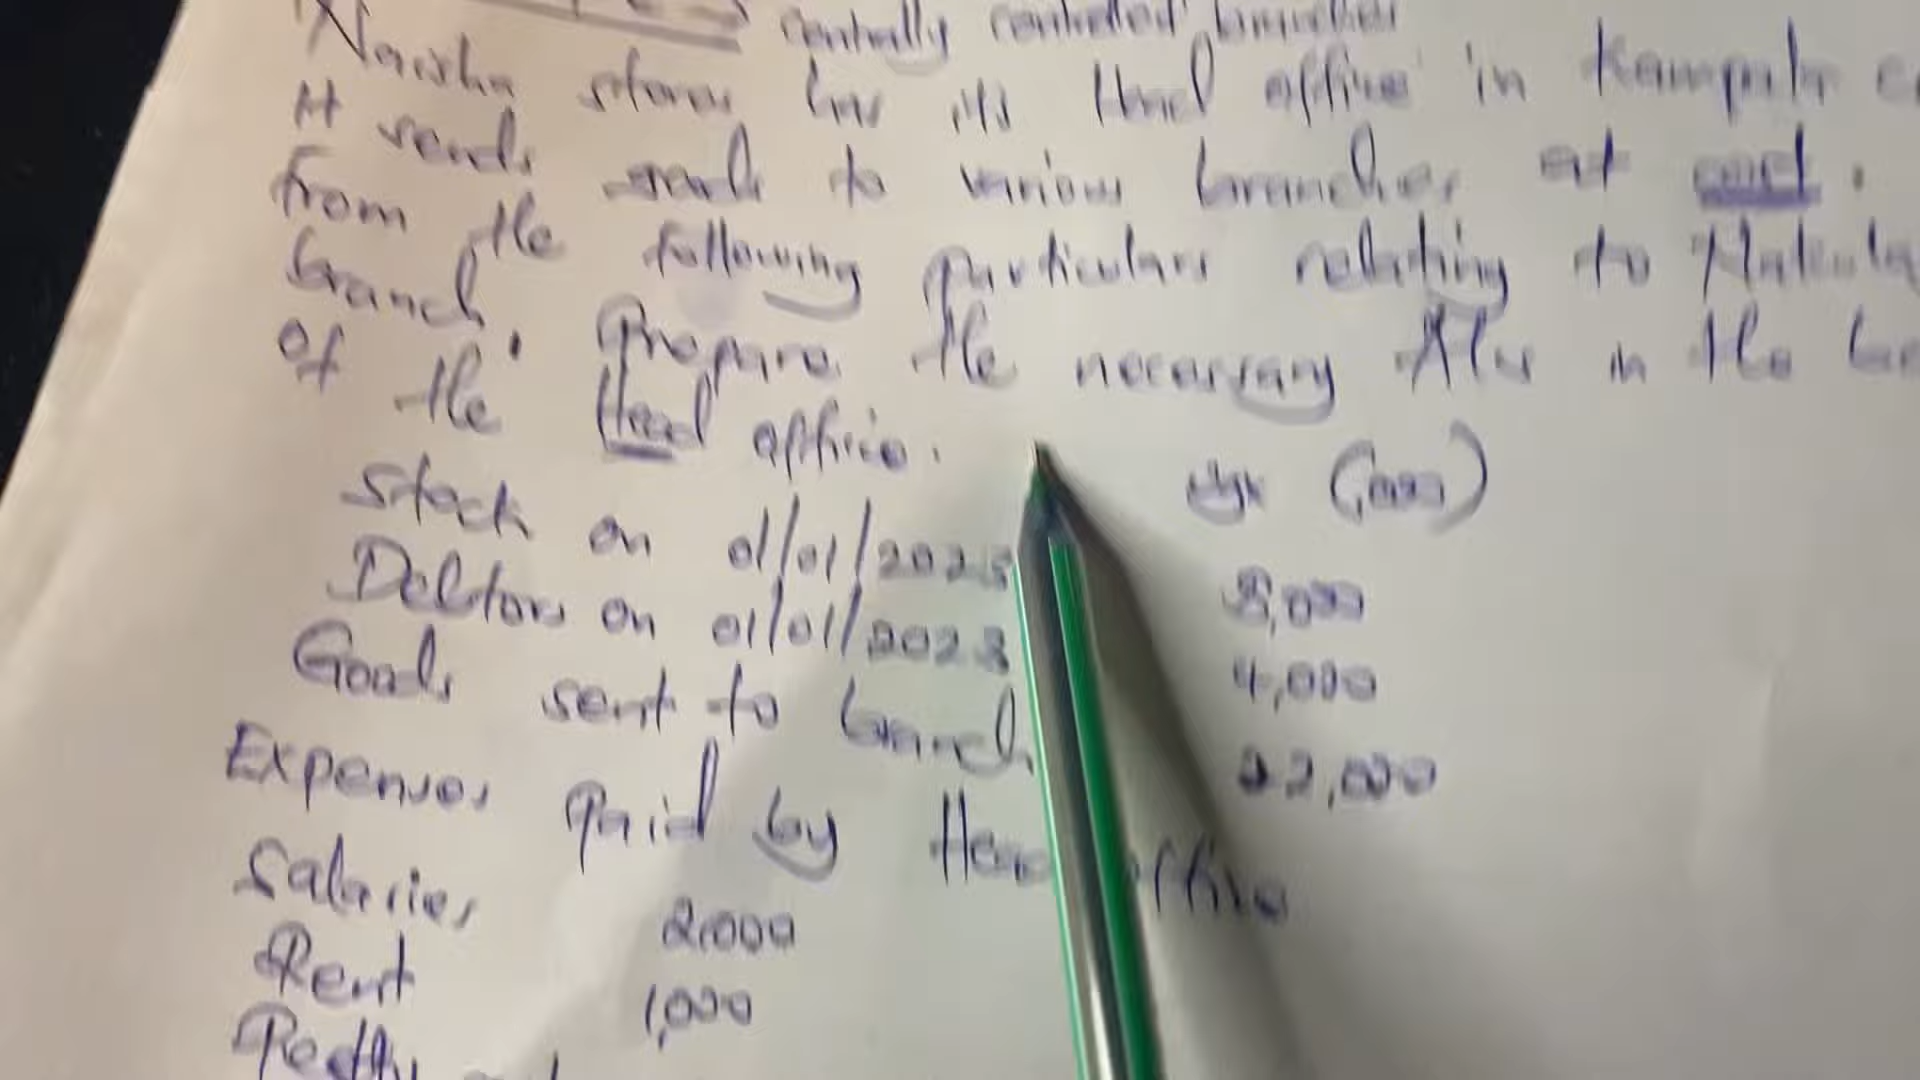 centrally controlled branches
Naisha stores has its Head office in Kampala
It sends goods to various branches at cost.
From the following particulars relating to
branch. Prepare the necessary A/cs in the
of the Head office.
(,000)
Stock on 01/01/2023 8,000
Debtors on 01/01/2023 4,000
Goods sent to branch 22,000
Expenses paid by Head office
Salaries 2,000
Rent 1,000
Petty